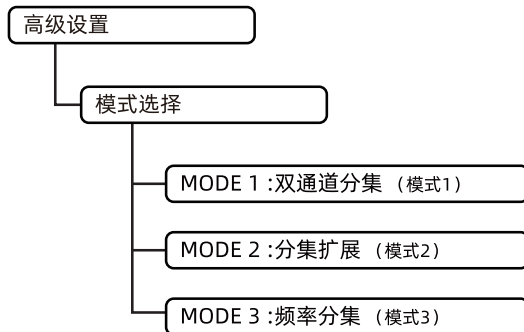 高级设置
模式选择
MODE 1 :双通道分集 （模式1）
MODE 2 :分集扩展 （模式2）
MODE 3 :频率分集 （模式3）